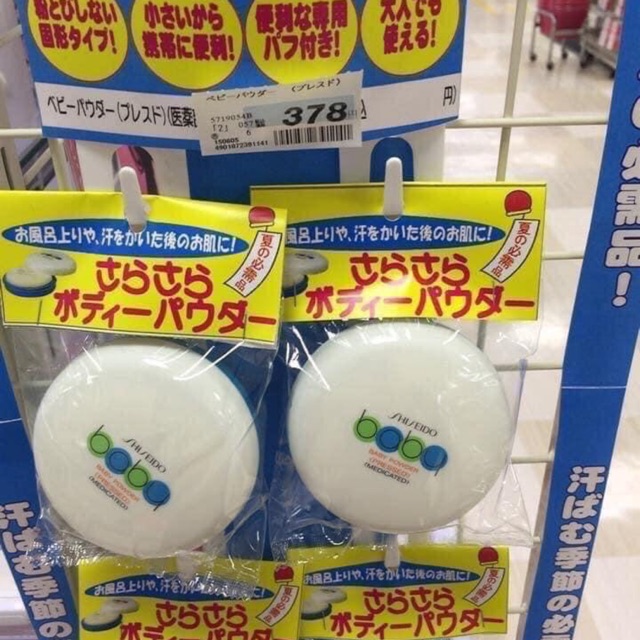 粉とびしない
固形タイプ!
小さいから
携帯に便利!
便利な専用
パフ付き!
大人でも
使える!
ベビーパウダー(プレスド)(医薬
円)
ベビーパウダー (プレスド)
5719054B
378
4901872381141
お風呂上りや、汗をかいた後のお肌に!
夏の必需品
さらさら
ボディーパウダー
お風呂上りや、汗をかいた後のお肌に!
夏の必需品
さらさら
ボディーパウダー
SHISEIDO
baby
BABY POWDER
(PRESSED)
(MEDICATED)
SHISEIDO
baby
BABY POWDER
(PRESSED)
(MEDICATED)
お風呂上りや、汗をかいた後のお肌に!
夏の必需品
さらさら
ボディーパウダー
お風呂上りや、汗をかいた後のお肌に!
夏の必需品
さらさら
ボディーパウダー
汗ばむ季節の
の必需品!
汗ばむ季節の必